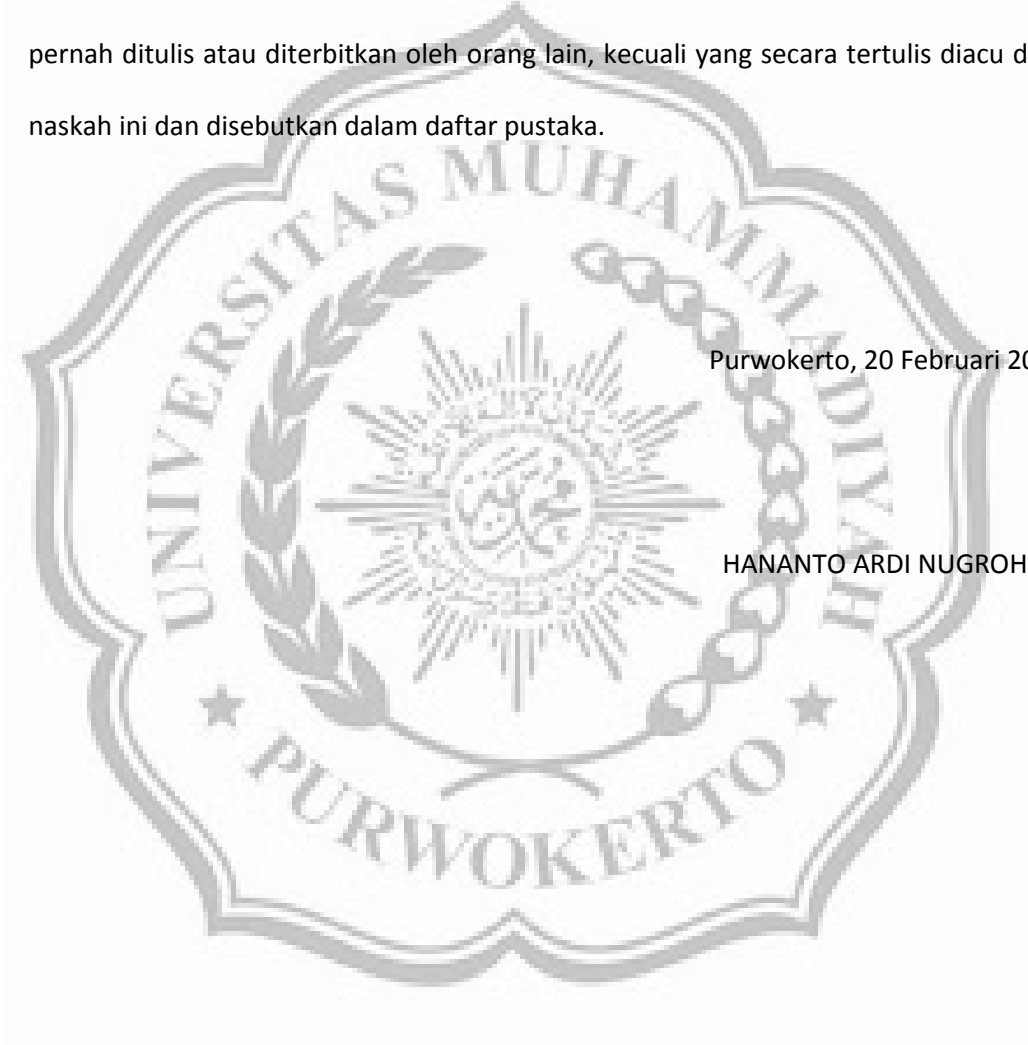 pernah ditulis atau diterbitkan oleh orang lain, kecuali yang secara tertulis diacu d
naskah ini dan disebutkan dalam daftar pustaka.
UNIVERSITAS MUHAMMADIYAH
Purwokerto, 20 Februari 20
HANANTO ARDI NUGROH
★ PURWOKERTO ★